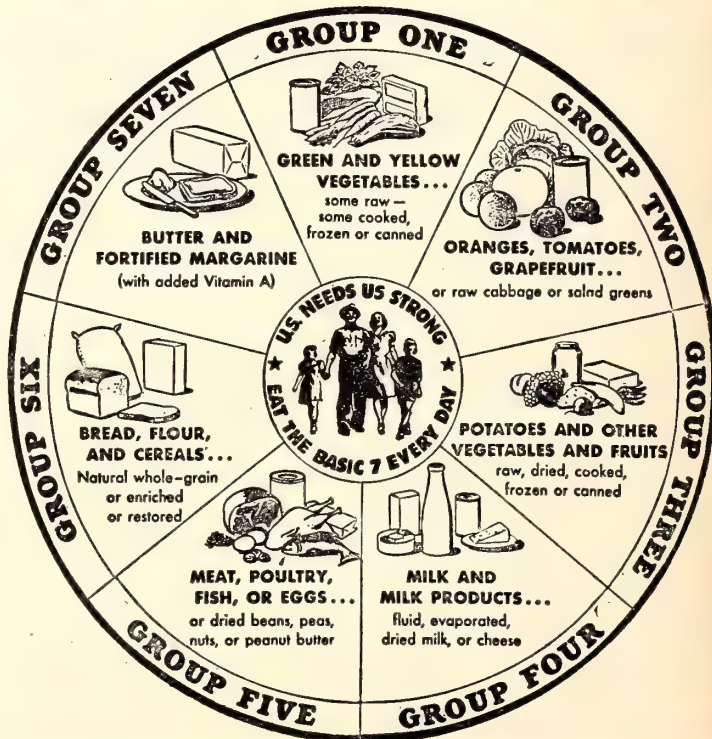 GROUP ONE
GREEN AND YELLOW
VEGETABLES...
some raw —
some cooked,
frozen or canned
GROUP TWO
ORANGES, TOMATOES,
GRAPEFRUIT...
or raw cabbage or salad greens
GROUP THREE
POTATOES AND OTHER
VEGETABLES AND FRUITS
raw, dried, cooked,
frozen or canned
GROUP FOUR
MILK AND
MILK PRODUCTS...
fluid, evaporated,
dried milk, or cheese
GROUP FIVE
MEAT, POULTRY,
FISH, OR EGGS...
or dried beans, peas,
nuts, or peanut butter
GROUP SIX
BREAD, FLOUR,
AND CEREALS...
Natural whole-grain
or enriched
or restored
GROUP SEVEN
BUTTER AND
FORTIFIED MARGARINE
(with added Vitamin A)
U.S. NEEDS US STRONG
EAT THE BASIC 7 EVERY DAY